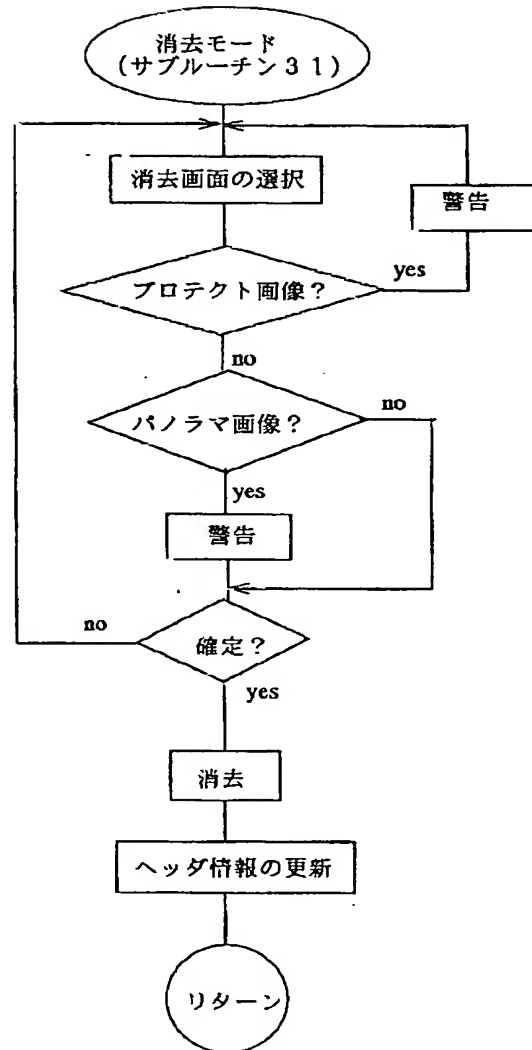 消去モード
(サブルーチン31)
消去画面の選択
警告
プロテクト画像?
yes
no
パノラマ画像?
no
yes
警告
確定?
no
yes
消去
ヘッダ情報の更新
リターン